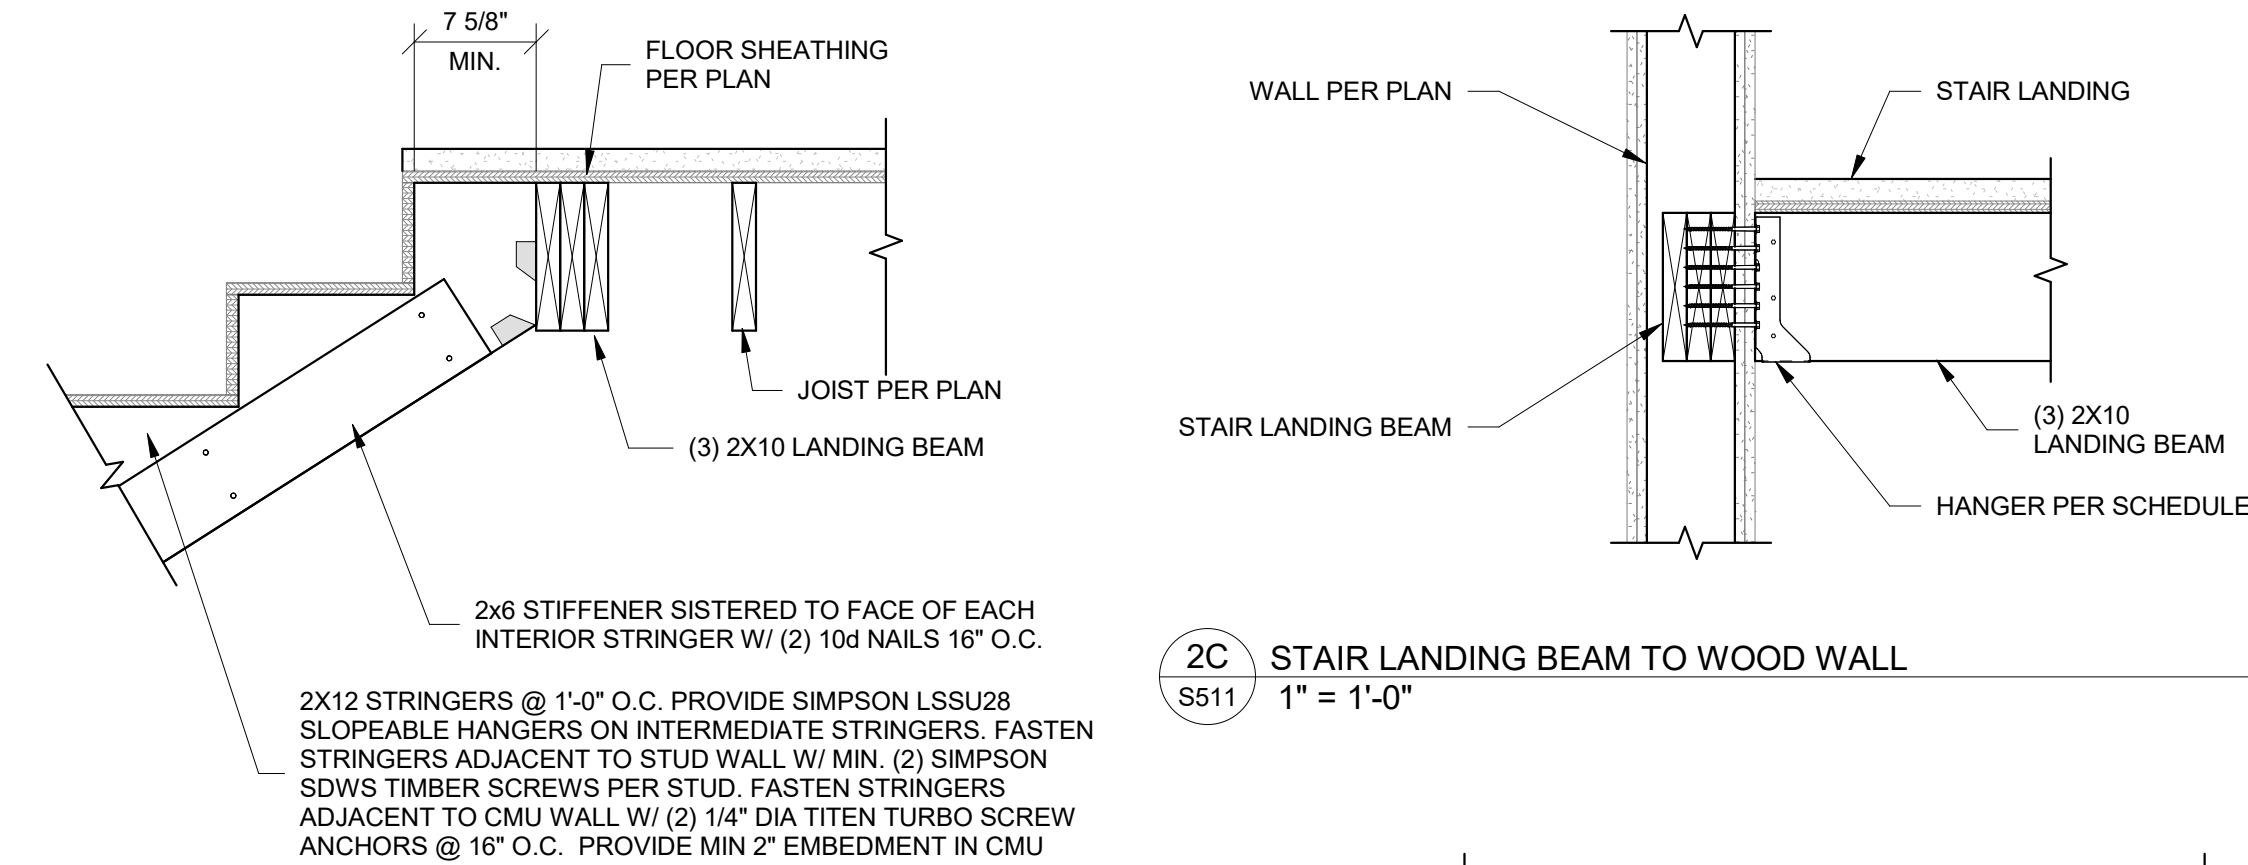 7 5/8"
MIN.
FLOOR SHEATHING
PER PLAN
JOIST PER PLAN
(3) 2X10 LANDING BEAM
2x6 STIFFENER SISTERED TO FACE OF EACH
INTERIOR STRINGER W/ (2) 10d NAILS 16" O.C.
2X12 STRINGERS @ 1'-0" O.C. PROVIDE SIMPSON LSSU28
SLOPEABLE HANGERS ON INTERMEDIATE STRINGERS. FASTEN
STRINGERS ADJACENT TO STUD WALL W/ MIN. (2) SIMPSON
SDWS TIMBER SCREWS PER STUD. FASTEN STRINGERS
ADJACENT TO CMU WALL W/ (2) 1/4" DIA TITEN TURBO SCREW
ANCHORS @ 16" O.C. PROVIDE MIN 2" EMBEDMENT IN CMU
WALL PER PLAN
STAIR LANDING
STAIR LANDING BEAM
(3) 2X10
LANDING BEAM
HANGER PER SCHEDULE
2C
S511
STAIR LANDING BEAM TO WOOD WALL
1" = 1'-0"